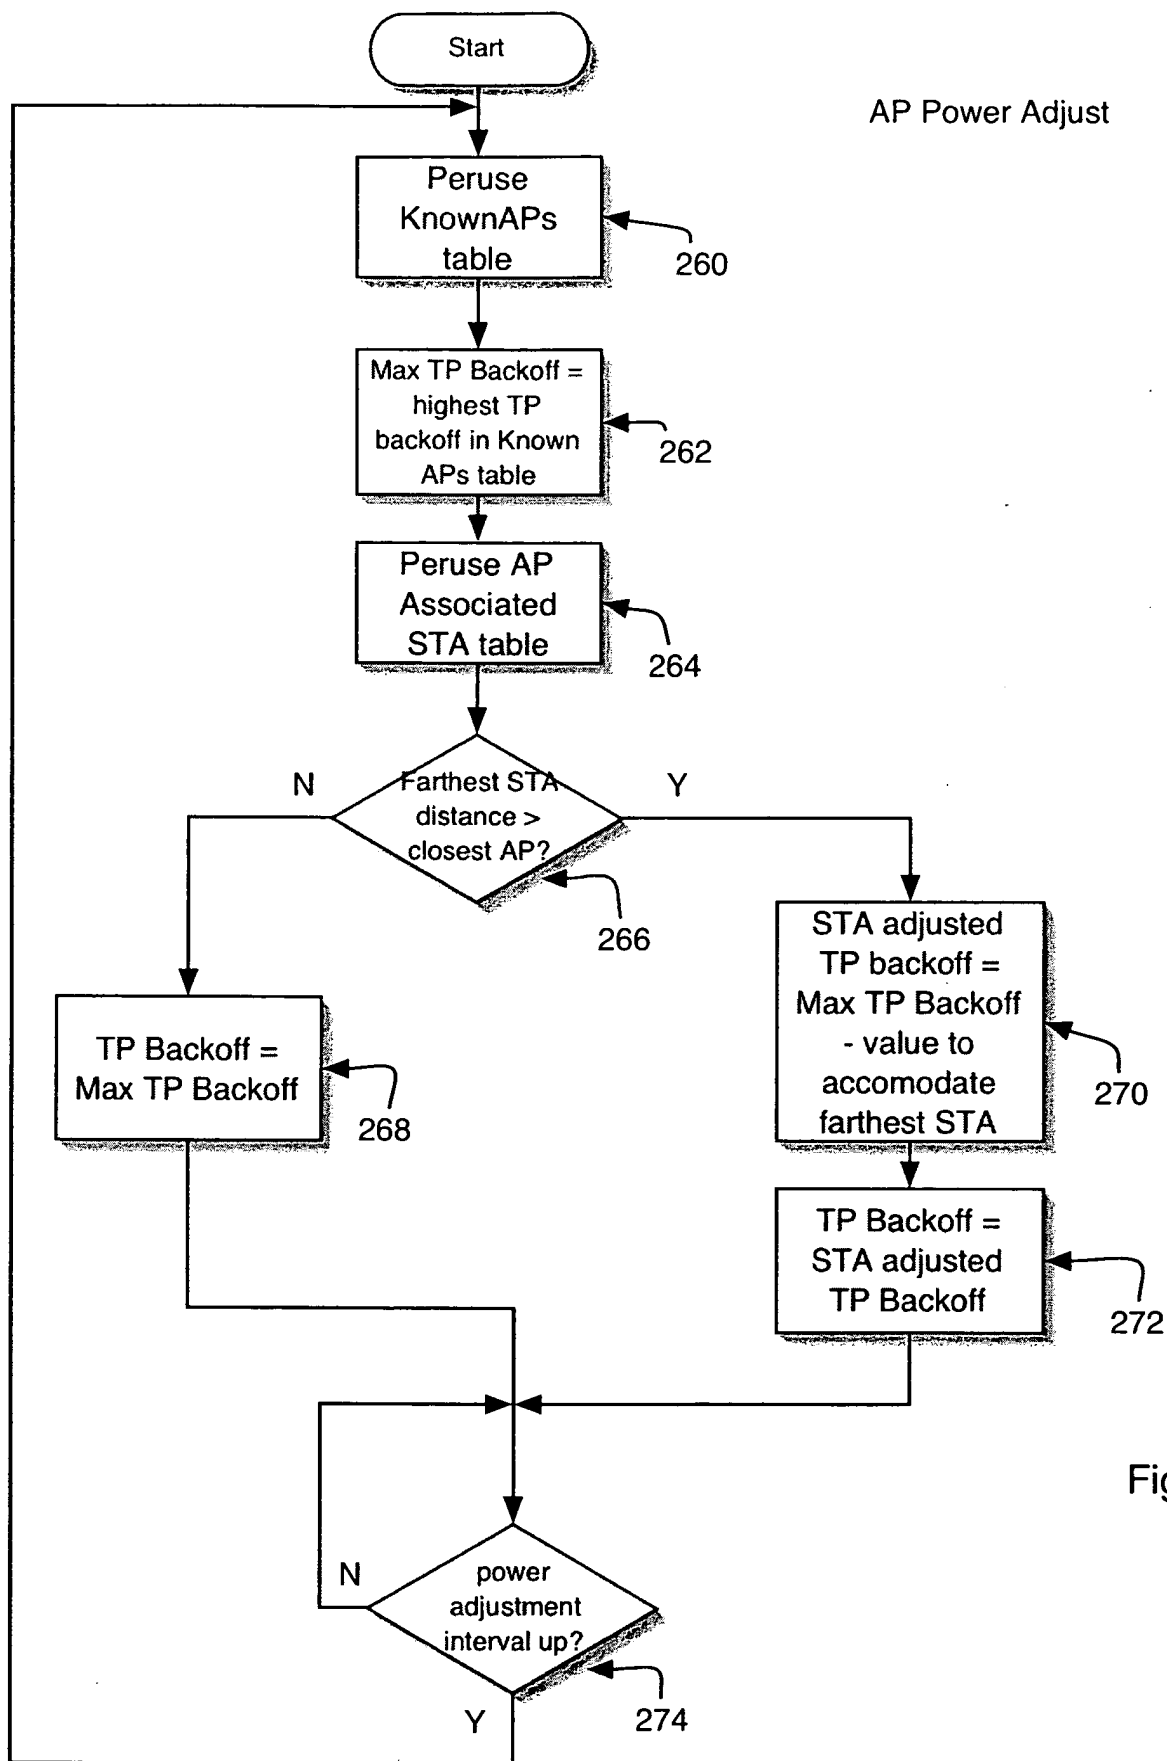 Start
AP Power Adjust
Peruse
KnownAPs
table
260
Max TP Backoff =
highest TP
backoff in Known
APs table
262
Peruse AP
Associated
STA table
264
N
Farthest STA
distance >
closest AP?
Y
266
STA adjusted
TP backoff =
Max TP Backoff
- value to
accomodate
farthest STA
270
TP Backoff =
Max TP Backoff
268
TP Backoff =
STA adjusted
TP Backoff
272
Fig
N
power
adjustment
interval up?
274
Y